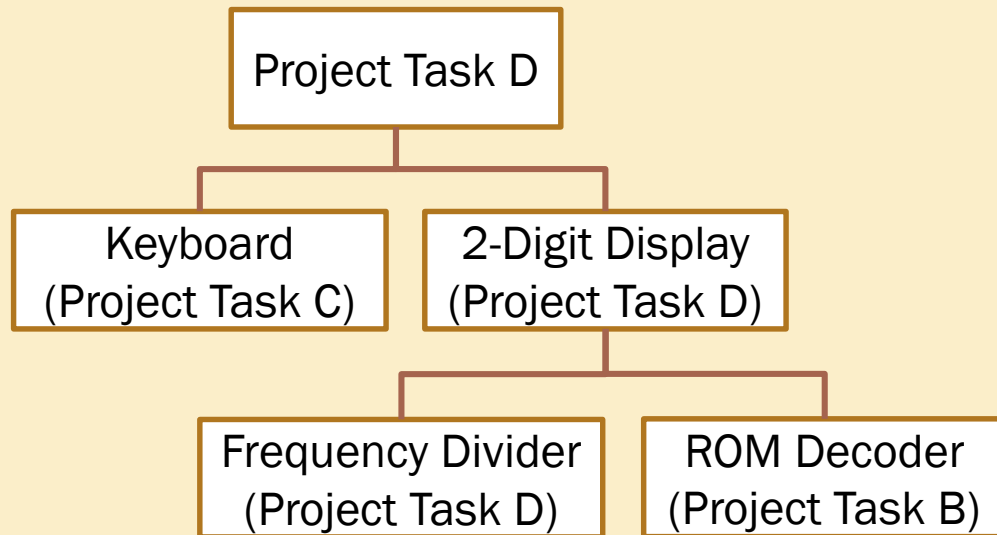 Project Task D
Keyboard
(Project Task C)
2-Digit Display
(Project Task D)
Frequency Divider
(Project Task D)
ROM Decoder
(Project Task B)